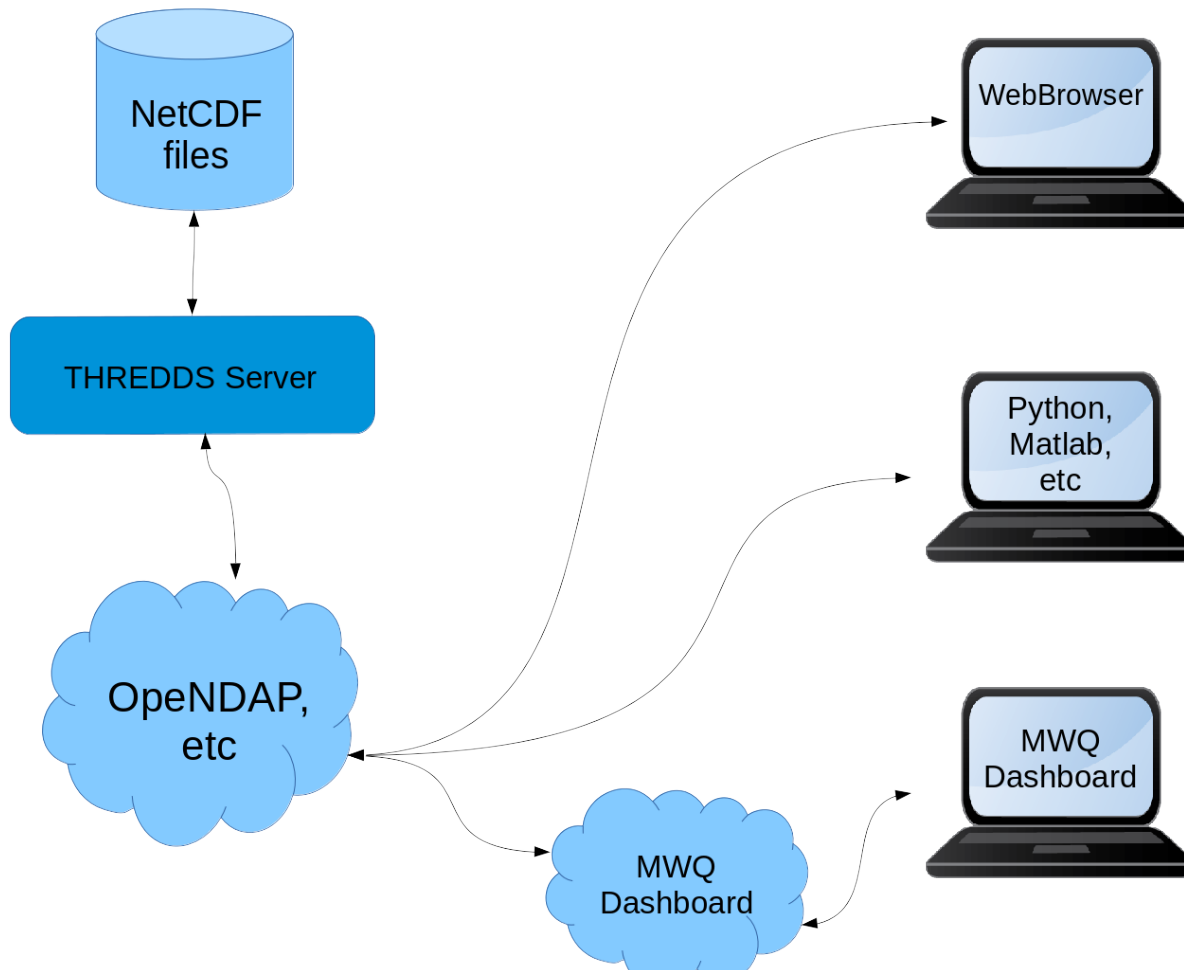 NetCDF
files
WebBrowser
THREDDS Server
Python,
Matlab,
etc
OpeNDAP,
etc
MWQ
Dashboard
MWQ
Dashboard